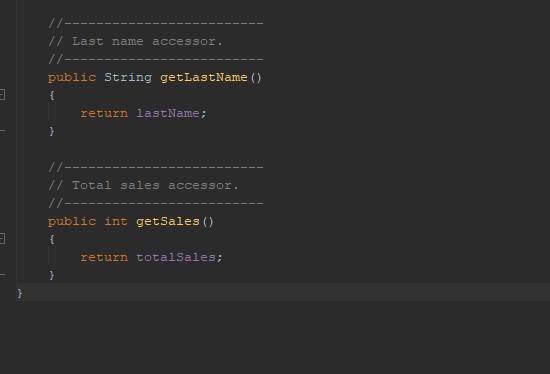 //-------------------------
// Last name accessor.
//-------------------------
public String getLastName()
{
return lastName;
}
//-------------------------
// Total sales accessor.
//-------------------------
public int getSales()
{
return totalSales;
}
}